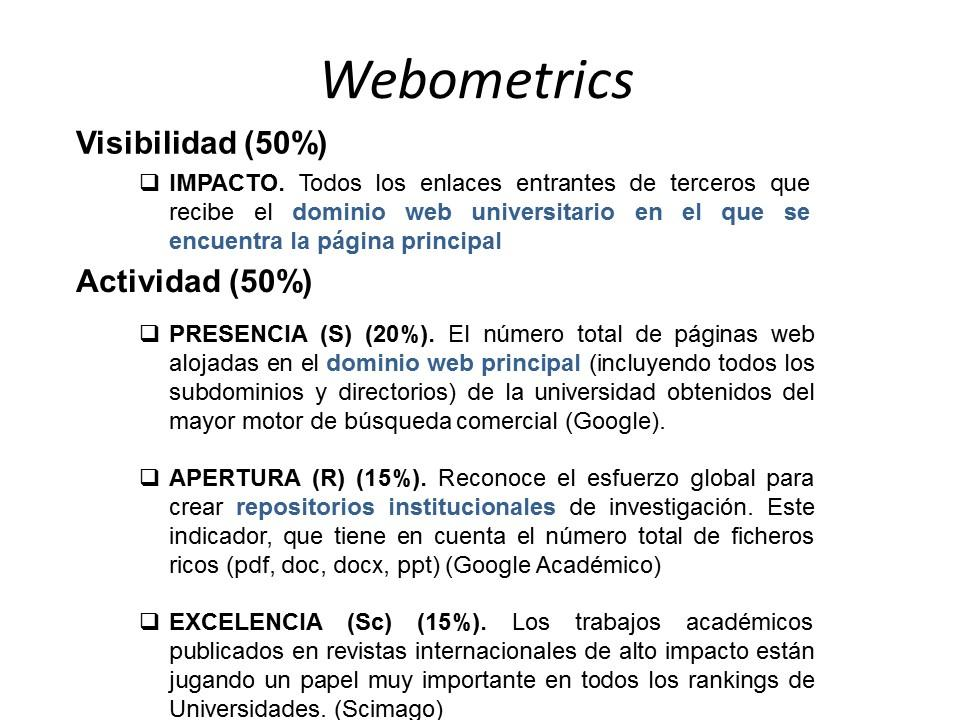 Webometrics
Visibilidad (50%)
❑ IMPACTO. Todos los enlaces entrantes de terceros que
recibe el dominio web universitario en el que se
encuentra la página principal
Actividad (50%)
❑ PRESENCIA (S) (20%). El número total de páginas web
alojadas en el dominio web principal (incluyendo todos los
subdominios y directorios) de la universidad obtenidos del
mayor motor de búsqueda comercial (Google).
❑ APERTURA (R) (15%). Reconoce el esfuerzo global para
crear repositorios institucionales de investigación. Este
indicador, que tiene en cuenta el número total de ficheros
ricos (pdf, doc, docx, ppt) (Google Académico)
❑ EXCELENCIA (Sc) (15%). Los trabajos académicos
publicados en revistas internacionales de alto impacto están
jugando un papel muy importante en todos los rankings de
Universidades. (Scimago)